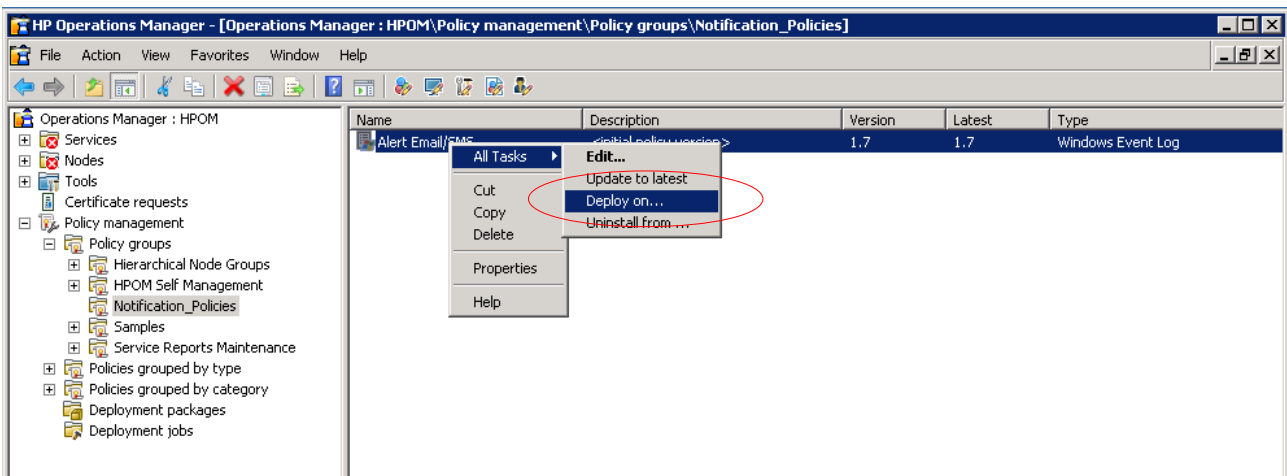 HP Operations Manager - [Operations Manager : HPOM\Policy management\Policy groups\Notification_Policies]
File Action View Favorites Window Help
Operations Manager : HPOM
Services
Nodes
Tools
Certificate requests
Policy management
Policy groups
Hierarchical Node Groups
HPOM Self Management
Notification_Policies
Samples
Service Reports Maintenance
Policies grouped by type
Policies grouped by category
Deployment packages
Deployment jobs
Name Description Version Latest Type
Alert Email/SMS <initial policy version> 1.7 1.7 Windows Event Log
All Tasks
Cut
Copy
Delete
Properties
Help
Edit...
Update to latest
Deploy on...
Uninstall from ...